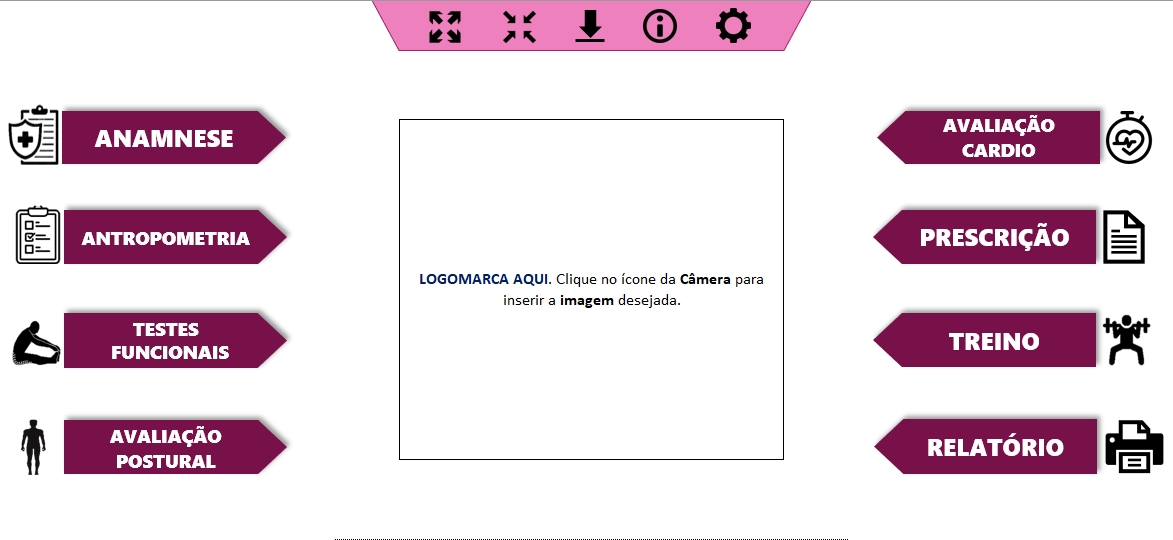 ANAMNESE
ANTROPOMETRIA
TESTES
FUNCIONAIS
AVALIAÇÃO
POSTURAL
LOGOMARCA AQUI. Clique no ícone da Câmera para
inserir a imagem desejada.
AVALIAÇÃO
CARDIO
PRESCRIÇÃO
TREINO
RELATÓRIO